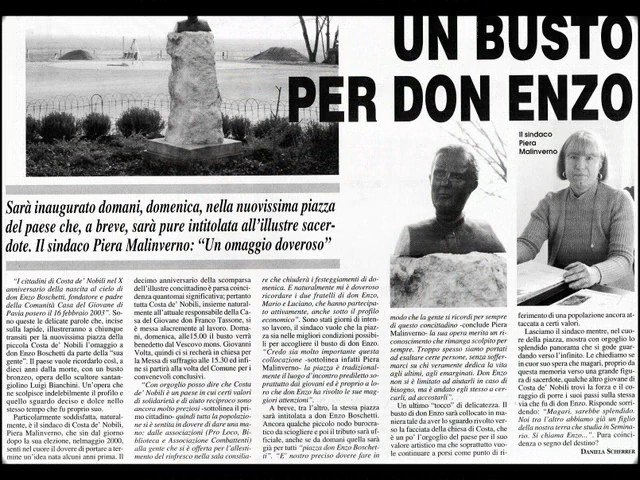 UN BUSTO
PER DON ENZO
Il sindaco
Piera
Malinverno
Sarà inaugurato domani, domenica, nella nuovissima piazza
del paese che, a breve, sarà pure intitolata all'illustre sacer-
dote. Il sindaco Piera Malinverno: "Un omaggio doveroso"
"I cittadini di Costa de' Nobili nel X
anniversario della nascita al cielo di
don Enzo Boschetti, fondatore e padre
della Comunità Casa del Giovane di
Pavia posero il 16 febbraio 2003". So-
no queste le delicate parole che, incise
sulla lapide, illustreranno a chiunque
transiti per la nuovissima piazza della
piccola Costa de' Nobili l'omaggio a
don Enzo Boschetti da parte della "sua
gente". Il paese vuole ricordarlo così, a
dieci anni dalla morte, con un busto
bronzeo, opera dello scultore santan-
giolino Luigi Bianchini. Un'opera che
ne scolpisce indelebilmente il profilo e
quello sguardo deciso e dolce nello
stesso tempo che fu proprio suo.
Particolarmente soddisfatta, natural-
mente, è il sindaco di Costa de' Nobili,
Piera Malinverno, che sin dal giorno
dopo la sua elezione, nel maggio 2000,
sentì nel cuore il dovere di portare a ter-
mine un'idea nata alcuni anni prima. Il
decimo anniversario della scomparsa
dell'illustre concittadino è parsa coinci-
denza quantomai significativa; pertanto
tutta Costa de' Nobili, insieme natural-
mente all'attuale responsabile della Ca-
sa del Giovane don Franco Tassone, si
è messa alacremente al lavoro. Doma-
ni, domenica, alle 15.00 il busto verrà
benedetto dal Vescovo mons. Giovanni
Volta, quindi ci si recherà in chiesa per
la Messa di suffragio alle 15.30 ed infi-
ne si partirà alla volta del Comune per i
convenevoli conclusivi.
"Con orgoglio posso dire che Costa
de' Nobili è un paese in cui certi valori
di solidarietà e di aiuto reciproco sono
ancora molto preziosi -sottolinea il pri-
mo cittadino- quindi tutta la popolazio-
ne si è sentita in dovere di dare una ma-
no: dalle associazioni (Pro Loco, Bi-
blioteca e Associazione Combattenti)
alla gente che si è offerta per l'allesti-
mento del rinfresco nella sala consilia-
re che chiuderà i festeggiamenti di do-
menica. E naturalmente mi è doveroso
ricordare i due fratelli di don Enzo,
Mario e Luciano, che hanno partecipa-
to attivamente, anche sotto il profilo
economico". Sono stati giorni di inten-
so lavoro, il sindaco vuole che la piaz-
za sia nelle migliori condizioni possibi-
li per accogliere il busto di don Enzo.
"Credo sia molto importante questa
collocazione -sottolinea infatti Piera
Malinverno- la piazza è tradizional-
mente il luogo d'incontro prediletto so-
prattutto dai giovani ed è proprio a lo-
ro che don Enzo ha rivolto le sue mag-
giori attenzioni".
A breve, tra l'altro, la stessa piazza
sarà intitolata a don Enzo Boschetti.
Ancora qualche piccolo nodo burocra-
tico da sciogliere e poi il tributo sarà uf-
ficiale, anche se da domani quella sarà
già per tutti "piazza don Enzo Boschet-
ti". "E' nostro preciso dovere fare in
modo che la gente si ricordi per sempre
di questo concittadino -conclude Piera
Malinverno- la sua opera merita un ri-
conoscimento che rimanga scolpito per
sempre. Troppo spesso siamo portati
ad esaltare certe persone, senza soffer-
marci su chi veramente dedica la vita
agli ultimi, agli emarginati. Don Enzo
non si è limitato ad aiutarli in caso di
bisogno, ma è andato egli stesso a cer-
carli, ad accostarli".
Un ultimo "tocco" di delicatezza. Il
busto di don Enzo sarà collocato in ma-
niera tale da aver lo sguardo rivolto ver-
so la facciata della chiesa di Costa, che
è un po' l'orgoglio del paese per il suo
valore artistico ma che soprattutto vuo-
le continuare a porsi come punto di ri-
ferimento di una popolazione ancora at-
taccata a certi valori.
Lasciamo il sindaco mentre, nel cuo-
re della piazza, mostra con orgoglio lo
splendido panorama che si gode guar-
dando verso l'infinito. Le chiediamo se
in cuor suo spera che magari, proprio da
questa memoria verso una grande figu-
ra di sacerdote, qualche altro giovane di
Costa de' Nobili trovi la forza e il co-
raggio di porre i suoi passi sulla stessa
via che fu di don Enzo. Risponde sorri-
dendo: "Magari, sarebbe splendido.
Noi tra l'altro abbiamo già un figlio
della nostra terra che studia in Semina-
rio. Si chiama Enzo...". Pura coinci-
denza o segno del destino?
DANIELA SCHERRER